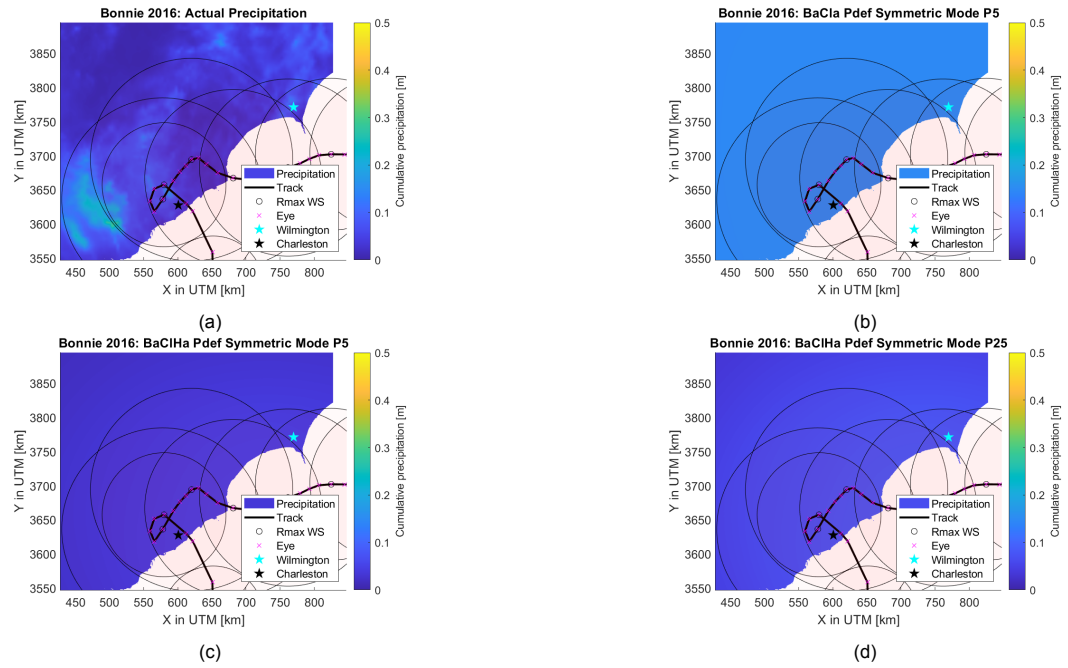 Bonnie 2016: Actual Precipitation
3895
3850
3800
3750
3700
3650
3600
3550
Y in UTM [km]
450 500 550 600 650 700 750 800
X in UTM [km]
Precipitation
Track
Rmax WS
Eye
Wilmington
Charleston
0.5
0.4
0.3
0.2
0.1
0
Cumulative precipitation [m]
(a)
Bonnie 2016: BaCla Pdef Symmetric Mode P5
3850
3800
3750
3700
3650
3600
3550
Y in UTM [km]
450 500 550 600 650 700 750 800
X in UTM [km]
Precipitation
Track
Rmax WS
Eye
Wilmington
Charleston
0.5
0.4
0.3
0.2
0.1
0
Cumulative precipitation [m]
(b)
Bonnie 2016: BaClHa Pdef Symmetric Mode P5
3850
3800
3750
3700
3650
3600
3550
Y in UTM [km]
450 500 550 600 650 700 750 800
X in UTM [km]
Precipitation
Track
Rmax WS
Eye
Wilmington
Charleston
0.5
0.4
0.3
0.2
0.1
0
Cumulative precipitation [m]
(c)
Bonnie 2016: BaClHa Pdef Symmetric Mode P25
3850
3800
3750
3700
3650
3600
3550
Y in UTM [km]
450 500 550 600 650 700 750 800
X in UTM [km]
Precipitation
Track
Rmax WS
Eye
Wilmington
Charleston
0.5
0.4
0.3
0.2
0.1
0
Cumulative precipitation [m]
(d)